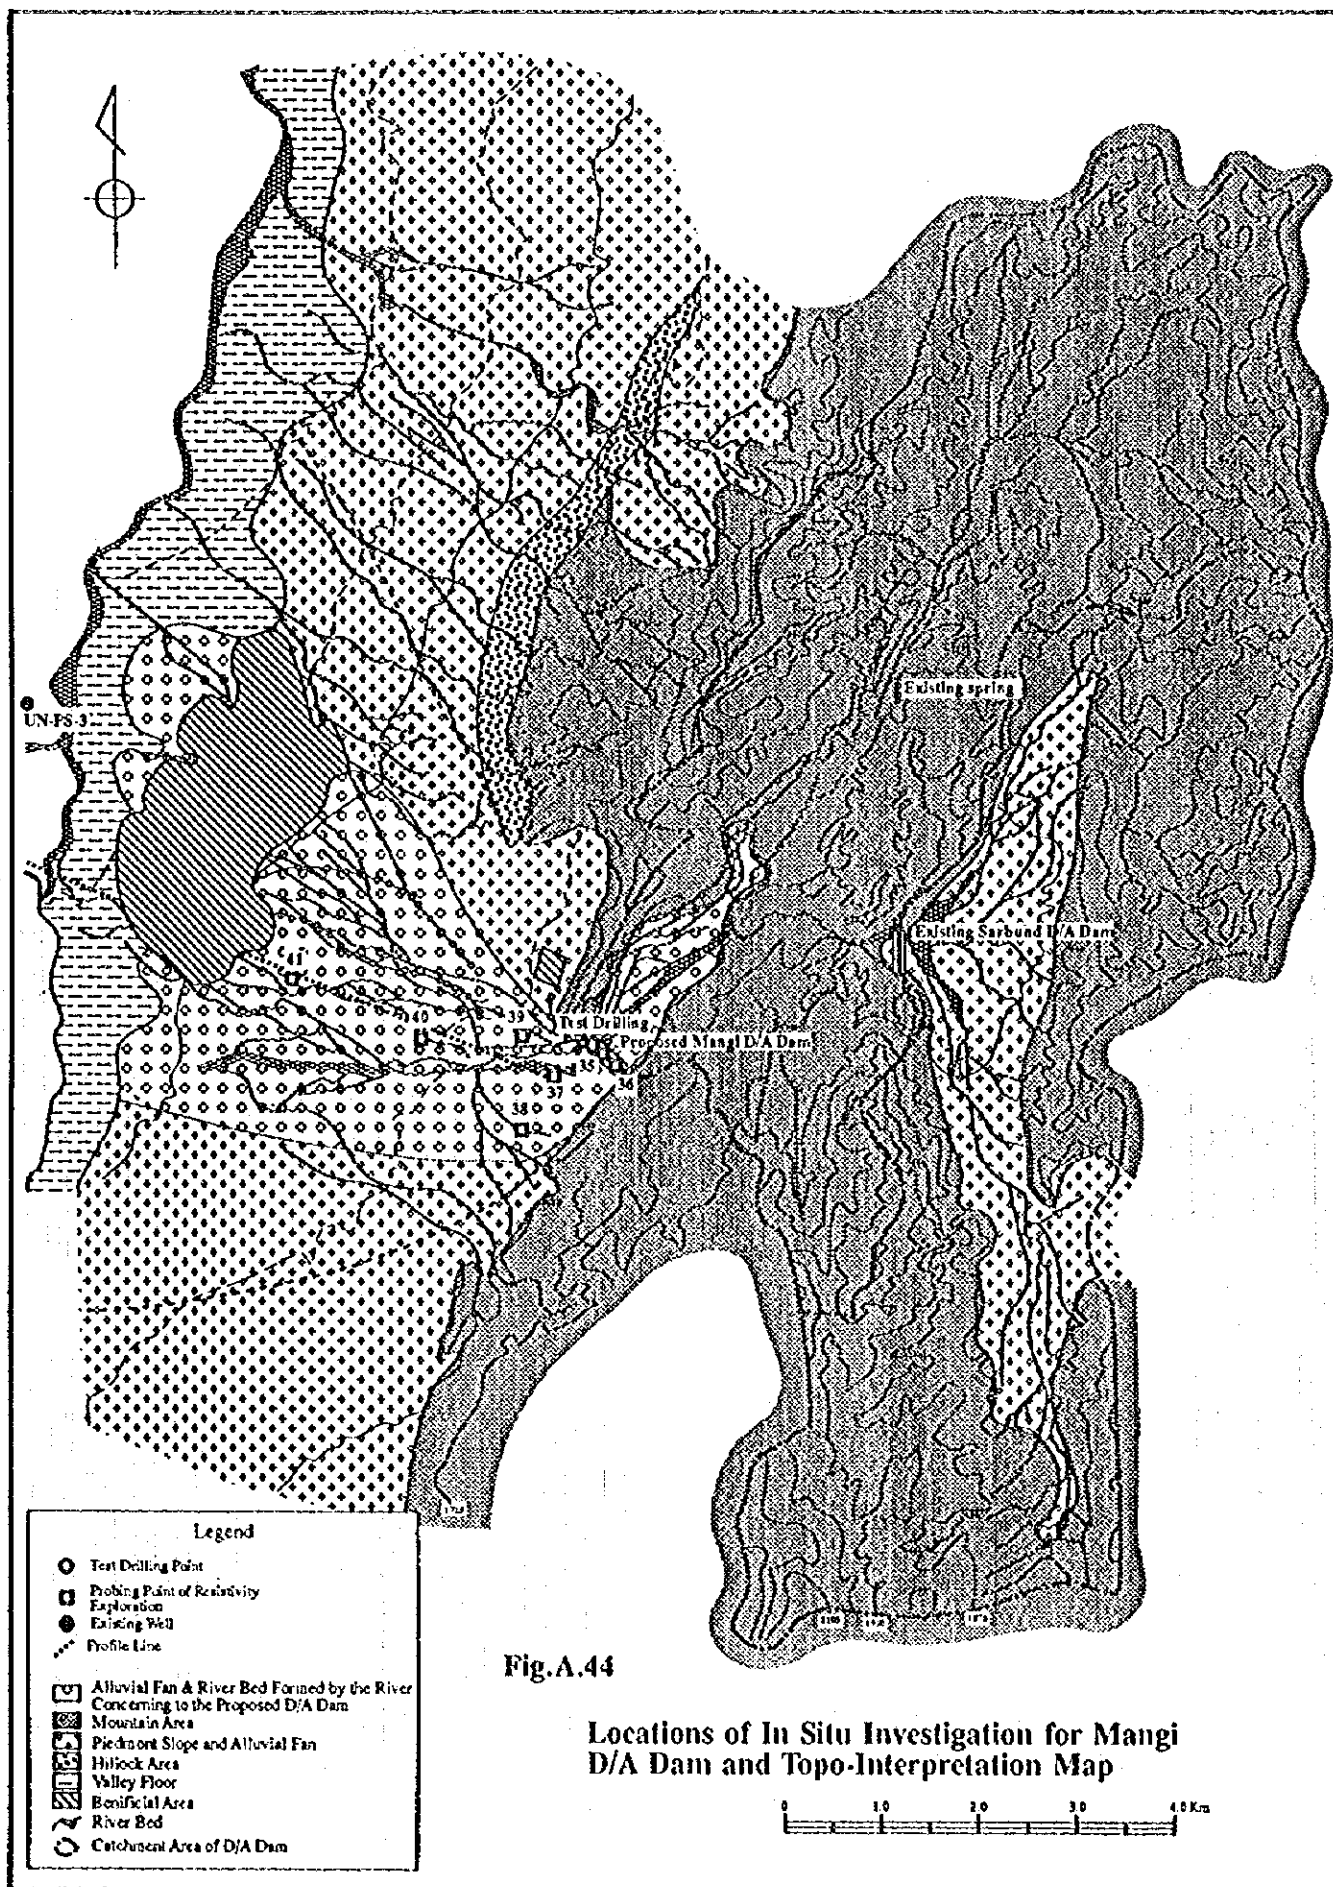 Existing spring
UN-PS-3
Existing Sarbund D/A Dam
41
40
39
Test Drilling
Proposed Mangi D/A Dam
35
36
37
38
Legend
Test Drilling Point
Probing Point of Resistivity
Exploration
Existing Well
Profile Line
Alluvial Fan & River Bed Formed by the River
Concerning to the Proposed D/A Dam
Mountain Area
Piedmont Slope and Alluvial Fan
Hillock Area
Valley Floor
Benificial Area
River Bed
Catchment Area of D/A Dam
Fig.A.44
Locations of In Situ Investigation for Mangi
D/A Dam and Topo-Interpretation Map
0 1.0 2.0 3.0 4.0 Km